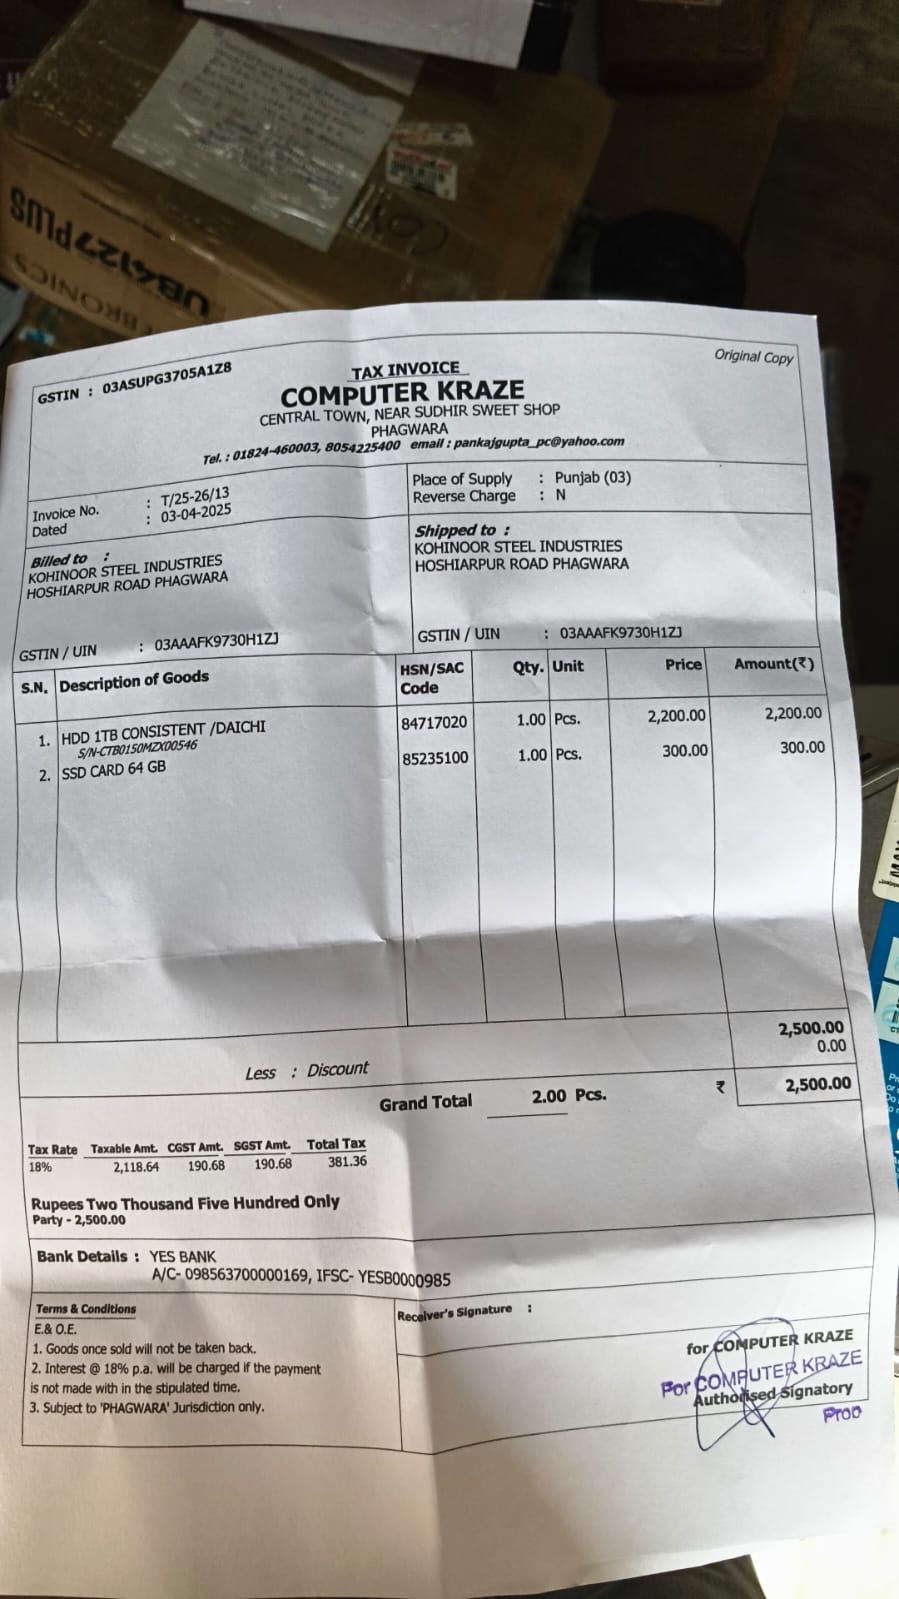 UB4127PLUS
Original Copy
GSTIN : 03ASUPG3705A1Z8
TAX INVOICE
COMPUTER KRAZE
CENTRAL TOWN, NEAR SUDHIR SWEET SHOP
PHAGWARA
Tel. : 01824-460003, 8054225400 email : pankajgupta_pc@yahoo.com
Invoice No. : T/25-26/13
Dated : 03-04-2025
Place of Supply : Punjab (03)
Reverse Charge : N
Billed to :
KOHINOOR STEEL INDUSTRIES
HOSHIARPUR ROAD PHAGWARA
GSTIN / UIN : 03AAAFK9730H1ZJ
Shipped to :
KOHINOOR STEEL INDUSTRIES
HOSHIARPUR ROAD PHAGWARA
GSTIN / UIN : 03AAAFK9730H1ZJ
S.N. Description of Goods HSN/SAC Code Qty. Unit Price Amount(₹)
1. HDD 1TB CONSISTENT /DAICHI 84717020 1.00 Pcs. 2,200.00 2,200.00
S/N-CTB0150MZX00546
2. SSD CARD 64 GB 85235100 1.00 Pcs. 300.00 300.00
2,500.00
Less : Discount 0.00
Grand Total 2.00 Pcs. ₹ 2,500.00
Tax Rate Taxable Amt. CGST Amt. SGST Amt. Total Tax
18% 2,118.64 190.68 190.68 381.36
Rupees Two Thousand Five Hundred Only
Party - 2,500.00
Bank Details : YES BANK
A/C- 098563700000169, IFSC- YESB0000985
Terms & Conditions
E.& O.E.
1. Goods once sold will not be taken back.
2. Interest @ 18% p.a. will be charged if the payment
is not made with in the stipulated time.
3. Subject to 'PHAGWARA' Jurisdiction only.
Receiver's Signature :
for COMPUTER KRAZE
For COMPUTER KRAZE
Authorised Signatory
Prop